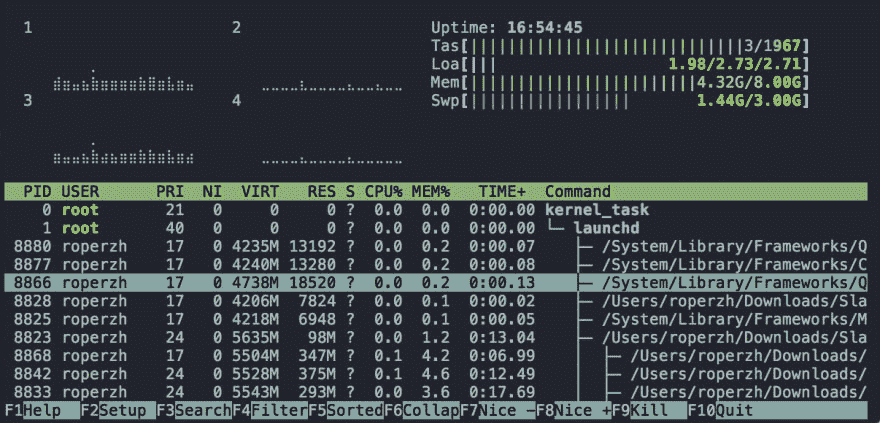 1 2 Uptime: 16:54:45
Tas[||||||||||||||||||||||||||||||3/1967]
Loa[||| 1.98/2.73/2.71]
Mem[|||||||||||||||||||||||||4.32G/8.00G]
3 4 Swp[||||||||||||||||| 1.44G/3.00G]
PID USER PRI NI VIRT RES S CPU% MEM% TIME+ Command
0 root 21 0 0 0 ? 0.0 0.0 0:00.00 kernel_task
1 root 40 0 0 0 ? 0.0 0.0 0:00.00 └─ launchd
8880 roperzh 17 0 4235M 13192 ? 0.0 0.2 0:00.07 ├─ /System/Library/Frameworks/Q
8877 roperzh 17 0 4240M 13280 ? 0.0 0.2 0:00.08 ├─ /System/Library/Frameworks/C
8866 roperzh 17 0 4738M 18520 ? 0.0 0.2 0:00.13 ├─ /System/Library/Frameworks/Q
8828 roperzh 17 0 4206M 7824 ? 0.0 0.1 0:00.02 ├─ /Users/roperzh/Downloads/Sla
8825 roperzh 17 0 4218M 6948 ? 0.0 0.1 0:00.05 ├─ /System/Library/Frameworks/M
8823 roperzh 24 0 5635M 98M ? 0.0 1.2 0:13.04 ├─ /Users/roperzh/Downloads/Sla
8868 roperzh 17 0 5504M 347M ? 0.1 4.2 0:06.99 │ ├─ /Users/roperzh/Downloads/
8842 roperzh 24 0 5528M 375M ? 0.1 4.6 0:12.49 │ ├─ /Users/roperzh/Downloads/
8833 roperzh 24 0 5543M 293M ? 0.0 3.6 0:17.69 │ ├─ /Users/roperzh/Downloads/
F1Help F2Setup F3SearchF4FilterF5SortedF6CollapF7Nice -F8Nice +F9Kill F10Quit